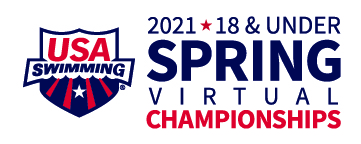 USA
SWIMMING®
2021 ★ 18 & UNDER
SPRING
VIRTUAL
CHAMPIONSHIPS